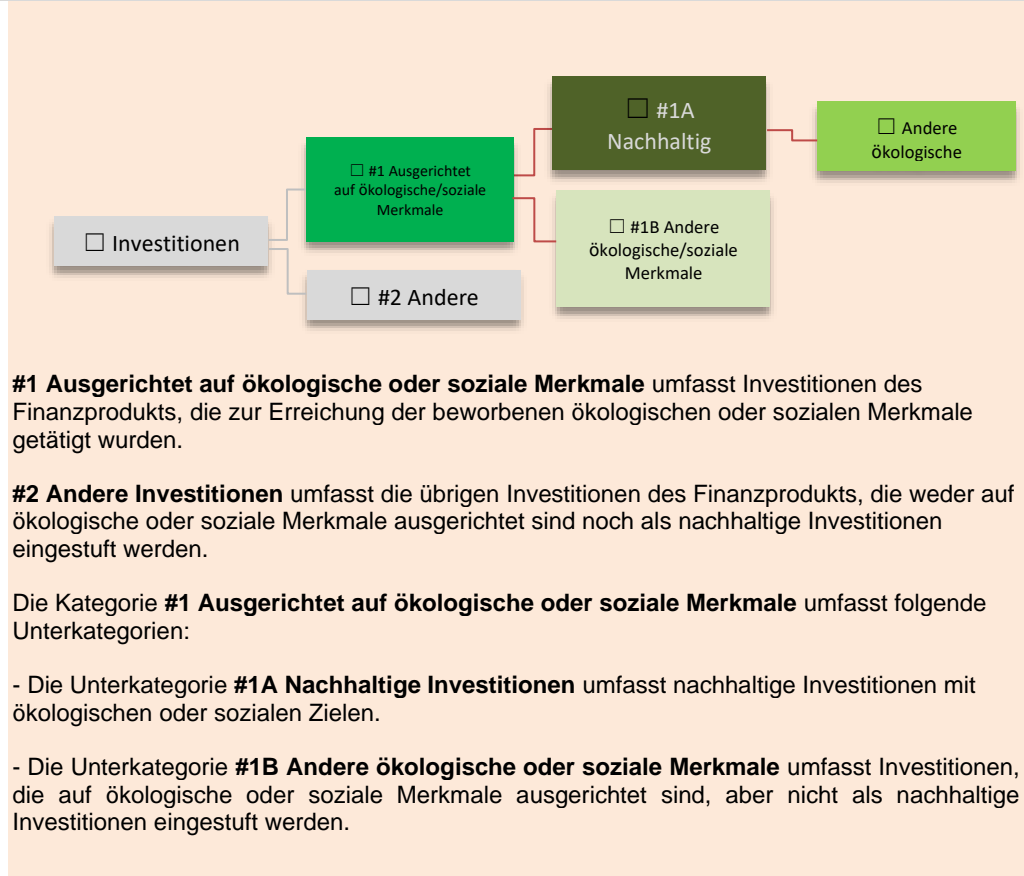 ☐ #1A
Nachhaltig
☐ Andere
ökologische
☐ #1 Ausgerichtet
auf ökologische/soziale
Merkmale
☐ #1B Andere
ökologische/soziale
Merkmale
☐ Investitionen
☐ #2 Andere
#1 Ausgerichtet auf ökologische oder soziale Merkmale umfasst Investitionen des
Finanzprodukts, die zur Erreichung der beworbenen ökologischen oder sozialen Merkmale
getätigt wurden.
#2 Andere Investitionen umfasst die übrigen Investitionen des Finanzprodukts, die weder auf
ökologische oder soziale Merkmale ausgerichtet sind noch als nachhaltige Investitionen
eingestuft werden.
Die Kategorie #1 Ausgerichtet auf ökologische oder soziale Merkmale umfasst folgende
Unterkategorien:
- Die Unterkategorie #1A Nachhaltige Investitionen umfasst nachhaltige Investitionen mit
ökologischen oder sozialen Zielen.
- Die Unterkategorie #1B Andere ökologische oder soziale Merkmale umfasst Investitionen,
die auf ökologische oder soziale Merkmale ausgerichtet sind, aber nicht als nachhaltige
Investitionen eingestuft werden.